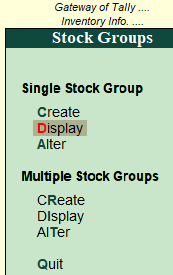 Gateway of Tally ....
Inventory Info. ....
Stock Groups
Single Stock Group
Create
Display
Alter
Multiple Stock Groups
CReate
DIsplay
AlTer
Quit